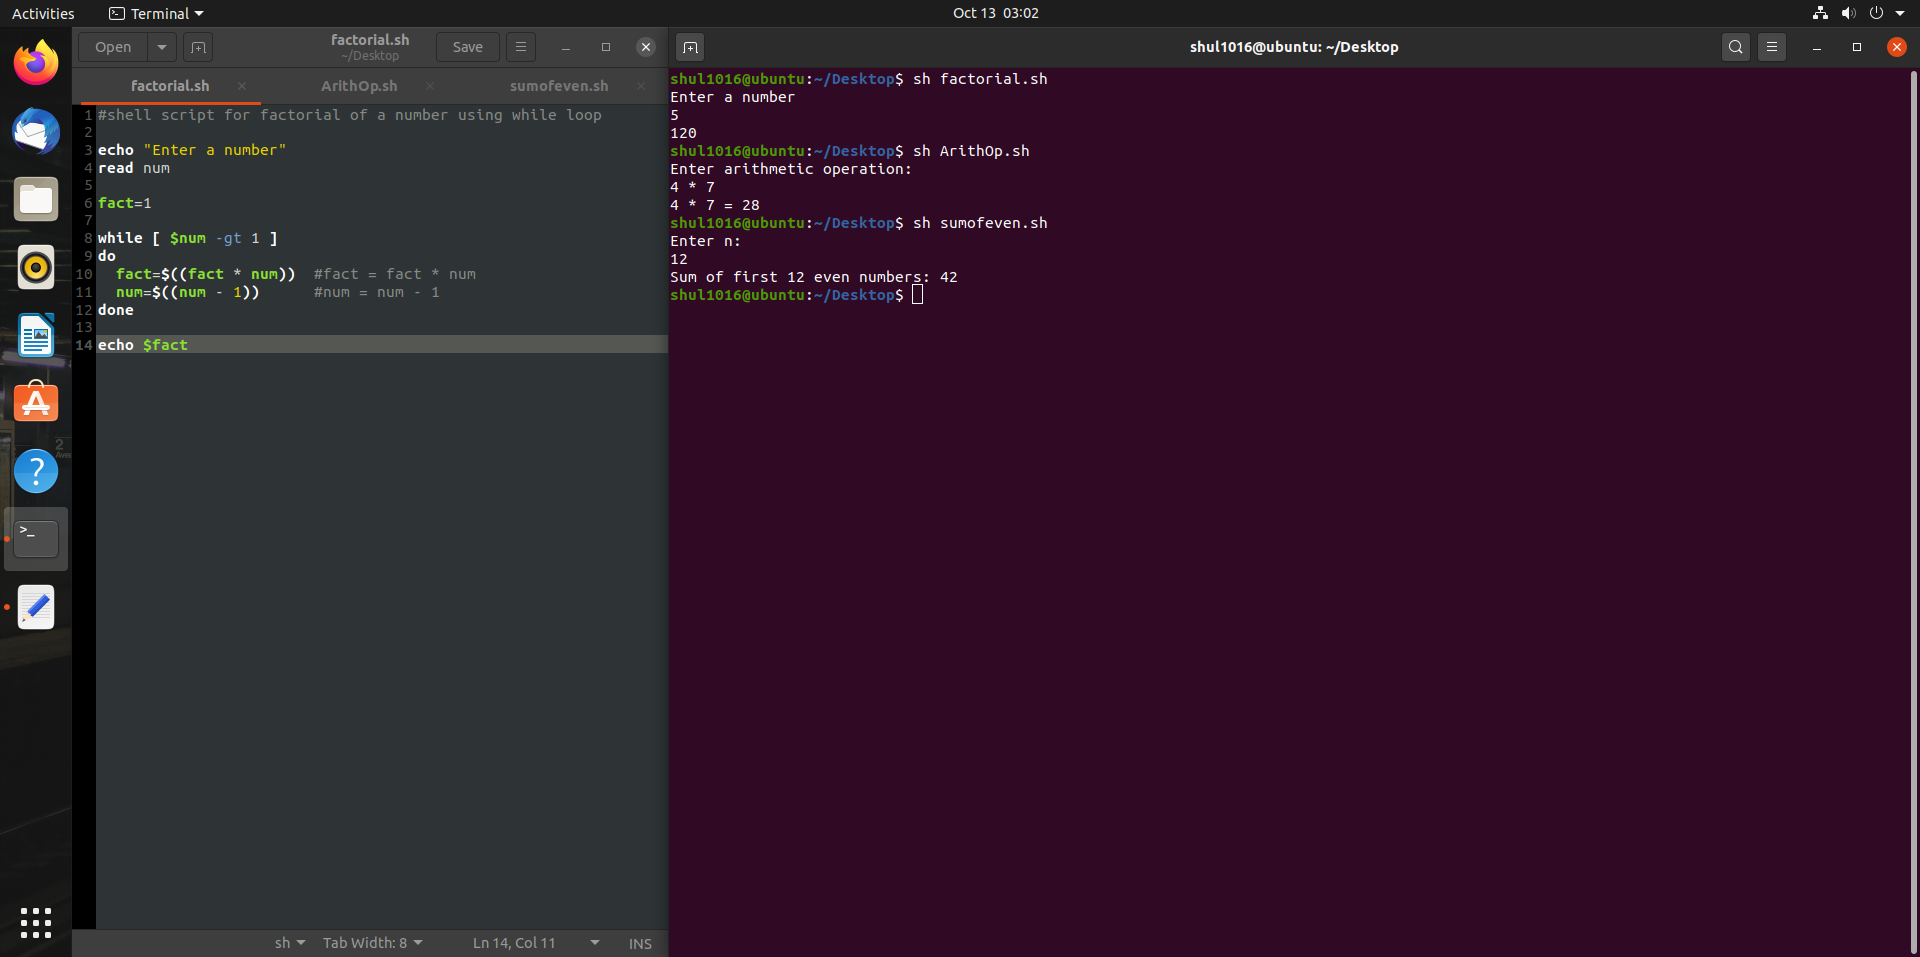 Activities
Terminal
Oct 13 03:02
Open
factorial.sh
~/Desktop
Save
factorial.sh
ArithOp.sh
sumofeven.sh
1 #shell script for factorial of a number using while loop
2
3 echo "Enter a number"
4 read num
5
6 fact=1
7
8 while [ $num -gt 1 ]
9 do
10   fact=$((fact * num))  #fact = fact * num
11   num=$((num - 1))      #num = num - 1
12 done
13
14 echo $fact
sh
Tab Width: 8
Ln 14, Col 11
INS
shul1016@ubuntu: ~/Desktop
shul1016@ubuntu:~/Desktop$ sh factorial.sh
Enter a number
5
120
shul1016@ubuntu:~/Desktop$ sh ArithOp.sh
Enter arithmetic operation:
4 * 7
4 * 7 = 28
shul1016@ubuntu:~/Desktop$ sh sumofeven.sh
Enter n:
12
Sum of first 12 even numbers: 42
shul1016@ubuntu:~/Desktop$